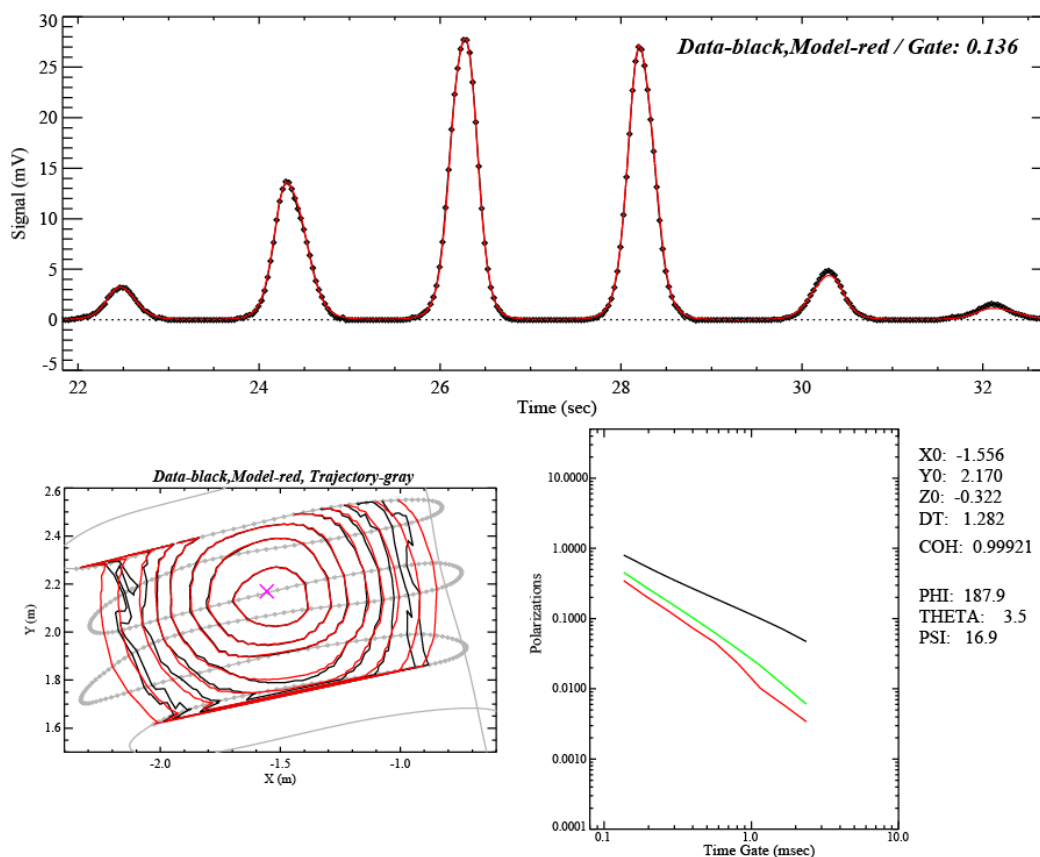 Data-black,Model-red / Gate: 0.136
30
25
20
15
10
5
0
-5
Signal (mV)
22
24
26
28
30
32
Time (sec)
Data-black,Model-red, Trajectory-gray
2.6
2.4
2.2
2.0
1.8
1.6
Y (m)
-2.0
-1.5
-1.0
X (m)
10.0000
1.0000
0.1000
0.0100
0.0010
0.0001
Polarizations
0.1
1.0
10.0
Time Gate (msec)
X0: -1.556
Y0: 2.170
Z0: -0.322
DT: 1.282
COH: 0.99921
PHI: 187.9
THETA: 3.5
PSI: 16.9